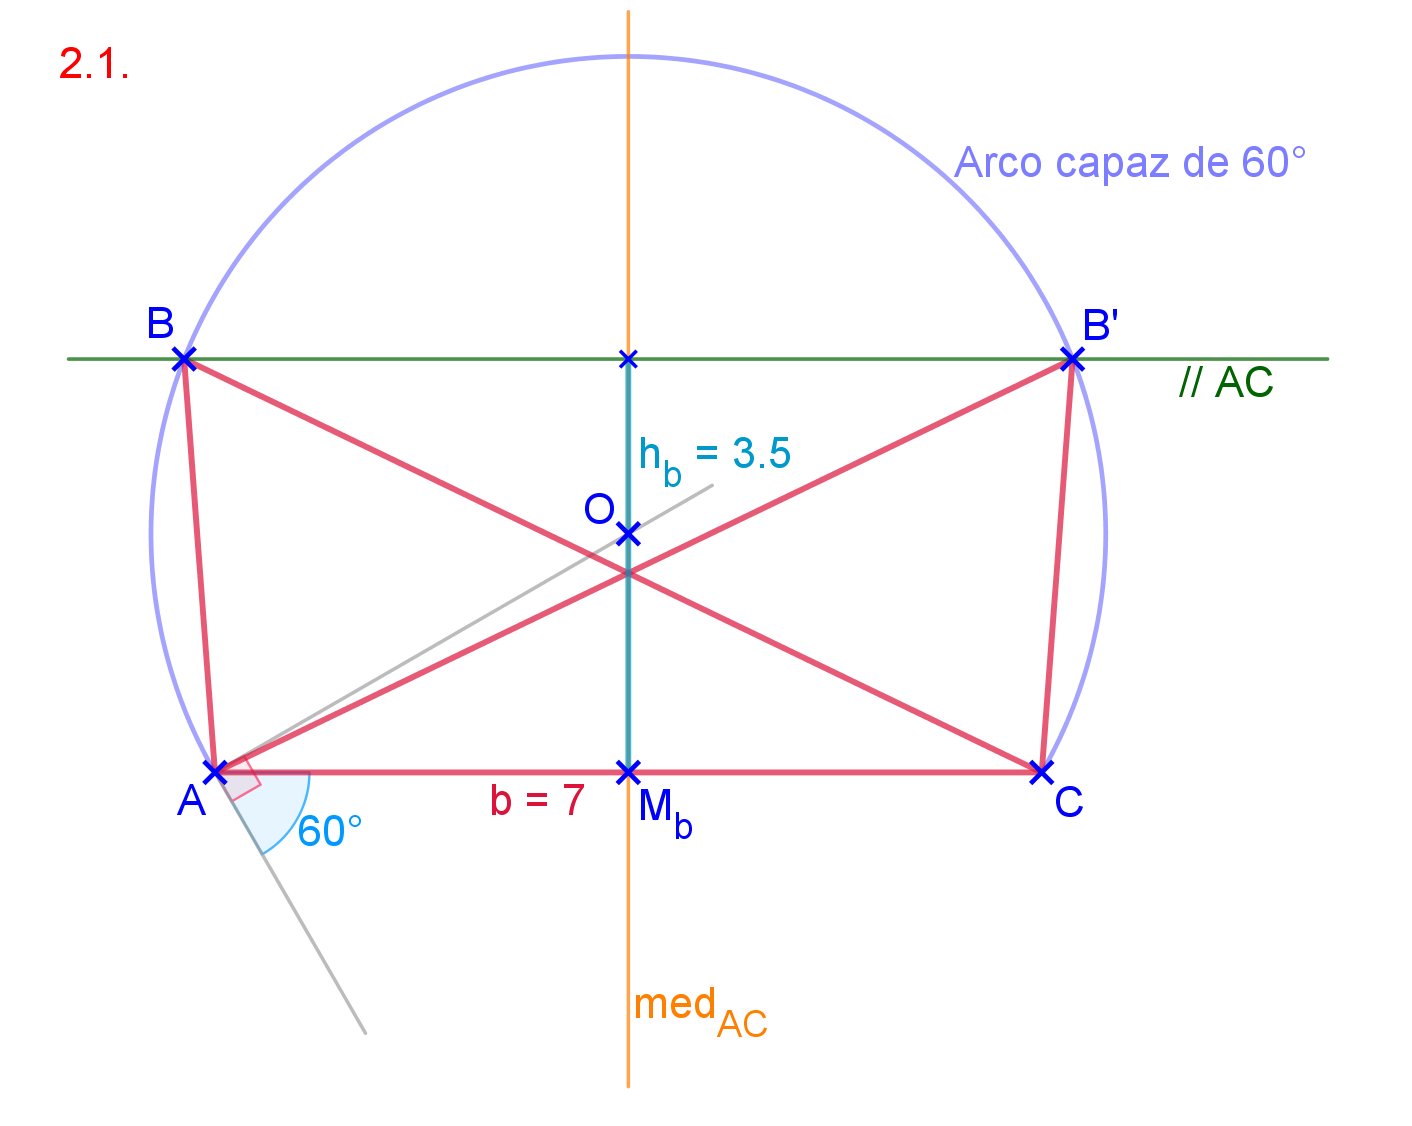 2.1.
Arco capaz de 60°
B
B'
// AC
h_b = 3.5
O
A
b = 7
M_b
C
60°
med_AC